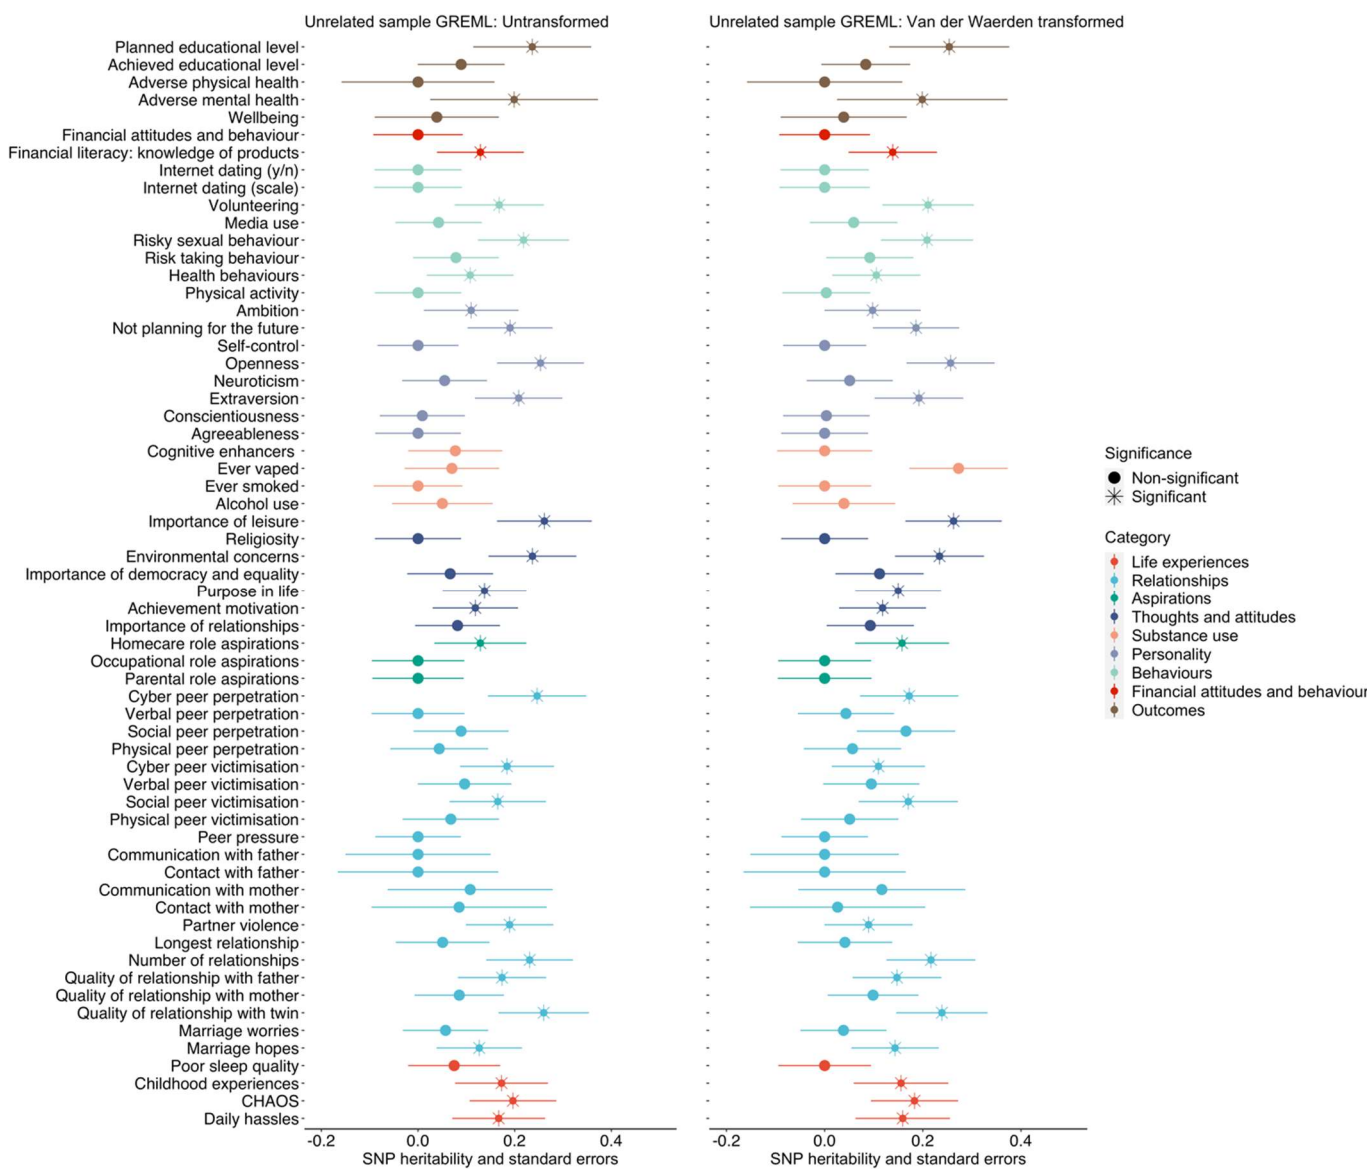 Unrelated sample GREML: Untransformed
Unrelated sample GREML: Van der Waerden transformed
Planned educational level
Achieved educational level
Adverse physical health
Adverse mental health
Wellbeing
Financial attitudes and behaviour
Financial literacy: knowledge of products
Internet dating (y/n)
Internet dating (scale)
Volunteering
Media use
Risky sexual behaviour
Risk taking behaviour
Health behaviours
Physical activity
Ambition
Not planning for the future
Self-control
Openness
Neuroticism
Extraversion
Conscientiousness
Agreeableness
Cognitive enhancers
Ever vaped
Ever smoked
Alcohol use
Importance of leisure
Religiosity
Environmental concerns
Importance of democracy and equality
Purpose in life
Achievement motivation
Importance of relationships
Homecare role aspirations
Occupational role aspirations
Parental role aspirations
Cyber peer perpetration
Verbal peer perpetration
Social peer perpetration
Physical peer perpetration
Cyber peer victimisation
Verbal peer victimisation
Social peer victimisation
Physical peer victimisation
Peer pressure
Communication with father
Contact with father
Communication with mother
Contact with mother
Partner violence
Longest relationship
Number of relationships
Quality of relationship with father
Quality of relationship with mother
Quality of relationship with twin
Marriage worries
Marriage hopes
Poor sleep quality
Childhood experiences
CHAOS
Daily hassles
-0.2 0.0 0.2 0.4
SNP heritability and standard errors
-0.2 0.0 0.2 0.4
SNP heritability and standard errors
Significance
Non-significant
Significant
Category
Life experiences
Relationships
Aspirations
Thoughts and attitudes
Substance use
Personality
Behaviours
Financial attitudes and behaviour
Outcomes